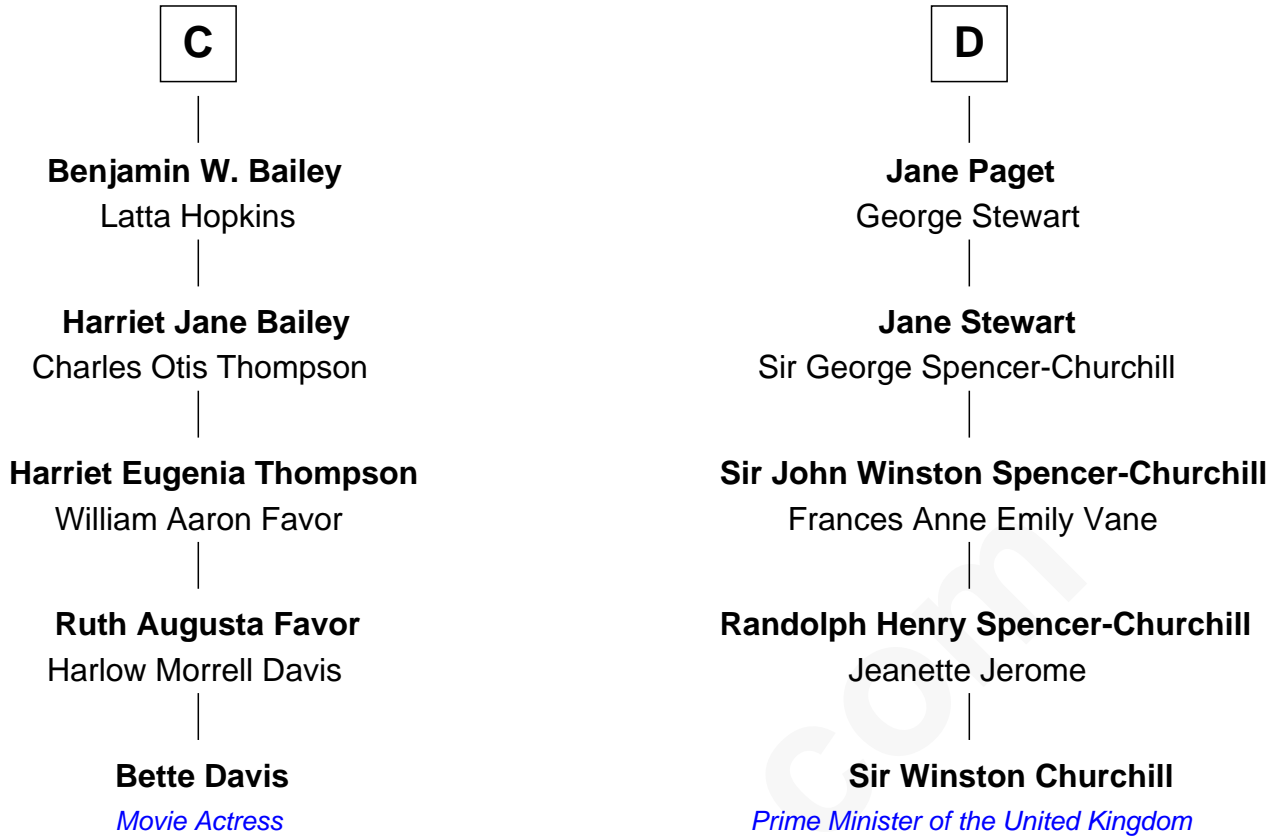 C
Benjamin W. Bailey
Latta Hopkins
Harriet Jane Bailey
Charles Otis Thompson
Harriet Eugenia Thompson
William Aaron Favor
Ruth Augusta Favor
Harlow Morrell Davis
Bette Davis
Movie Actress
D
Jane Paget
George Stewart
Jane Stewart
Sir George Spencer-Churchill
Sir John Winston Spencer-Churchill
Frances Anne Emily Vane
Randolph Henry Spencer-Churchill
Jeanette Jerome
Sir Winston Churchill
Prime Minister of the United Kingdom
com